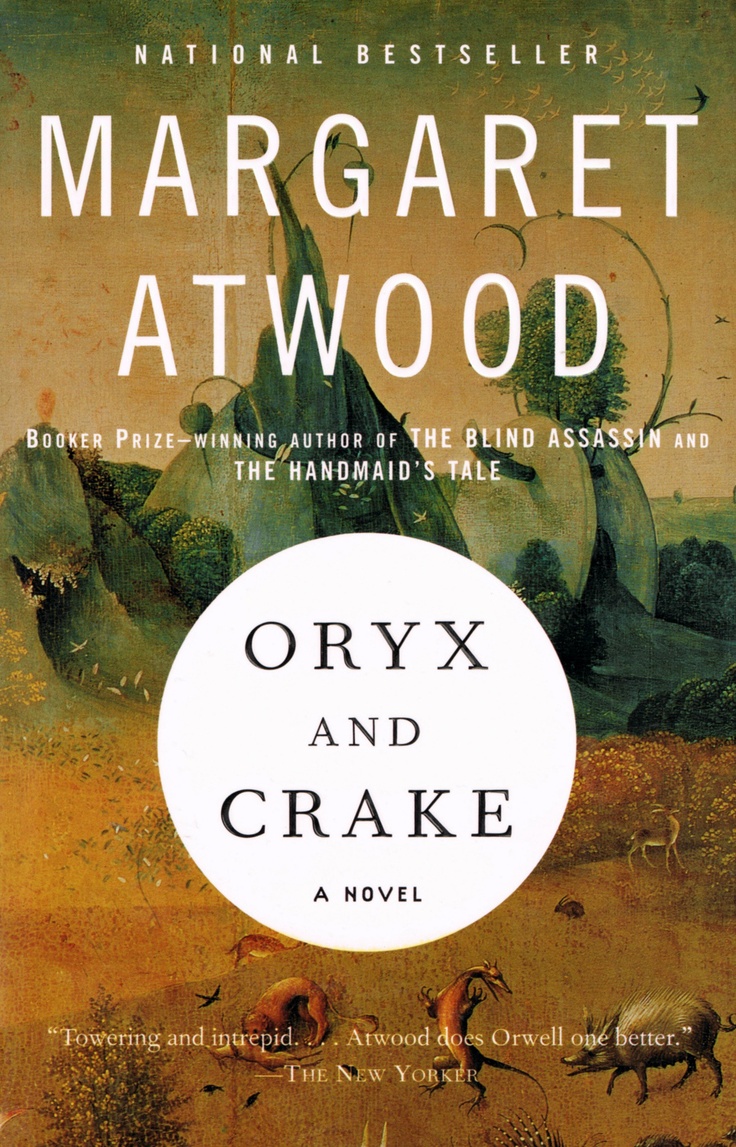 NATIONAL BESTSELLER
MARGARET
ATWOOD
BOOKER PRIZE–WINNING AUTHOR OF THE BLIND ASSASSIN AND
THE HANDMAID'S TALE
ORYX
AND
CRAKE
A NOVEL
“Towering and intrepid. . . . Atwood does Orwell one better.”
—THE NEW YORKER